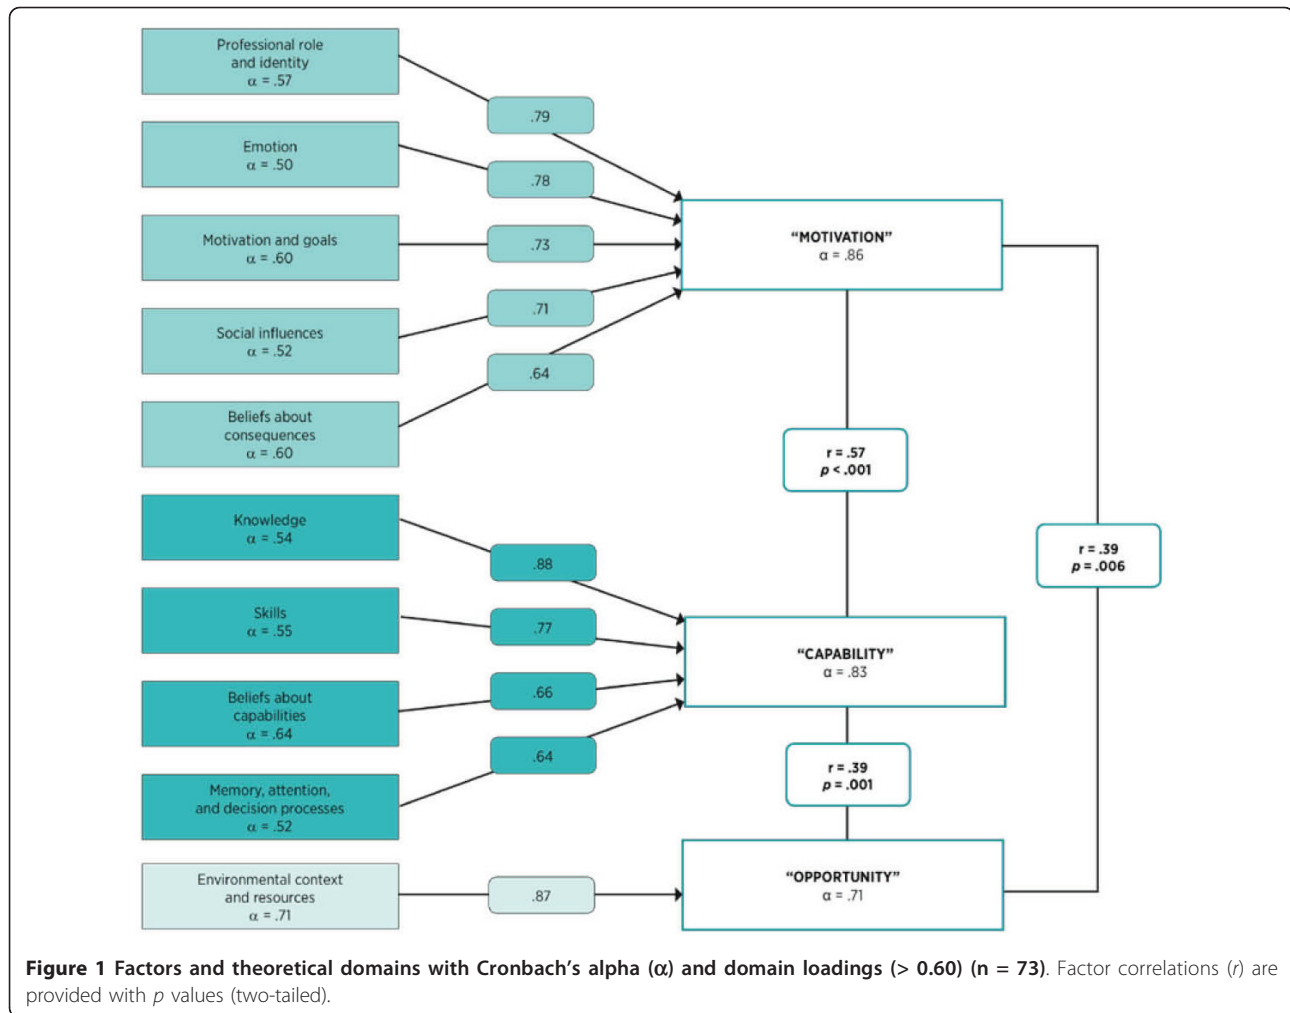 Professional role
and identity
α = .57
.79
Emotion
α = .50
.78
Motivation and goals
α = .60
.73
Social influences
α = .52
.71
Beliefs about
consequences
α = .60
.64
"MOTIVATION"
α = .86
r = .57
p < .001
r = .39
p = .006
Knowledge
α = .54
.88
Skills
α = .55
.77
Beliefs about
capabilities
α = .64
.66
Memory, attention,
and decision processes
α = .52
.64
"CAPABILITY"
α = .83
r = .39
p = .001
Environmental context
and resources
α = .71
.87
"OPPORTUNITY"
α = .71
Figure 1 Factors and theoretical domains with Cronbach's alpha (α) and domain loadings (> 0.60) (n = 73). Factor correlations (r) are
provided with p values (two-tailed).